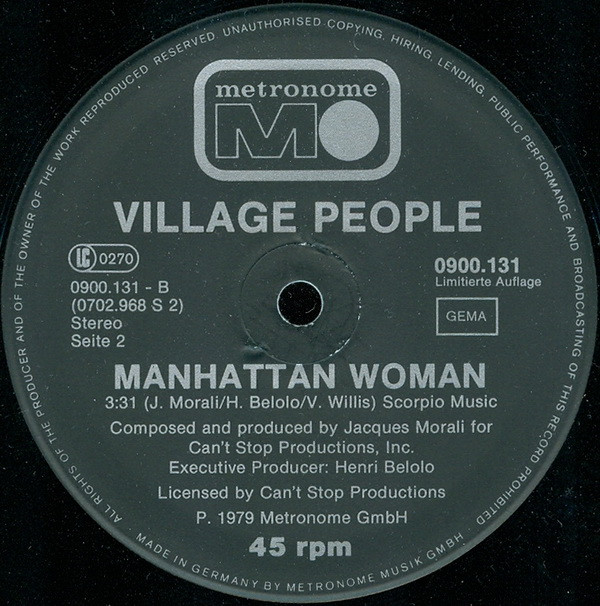 metronome
MO
VILLAGE PEOPLE
LC 0270
0900.131 - B
(0702.968 S 2)
Stereo
Seite 2
0900.131
Limitierte Auflage
GEMA
MANHATTAN WOMAN
3:31 (J. Morali/H. Belolo/V. Willis) Scorpio Music
Composed and produced by Jacques Morali for
Can't Stop Productions, Inc.
Executive Producer: Henri Belolo
Licensed by Can't Stop Productions
P. 1979 Metronome GmbH
45 rpm
ALL RIGHTS OF THE PRODUCER AND OF THE OWNER OF THE WORK REPRODUCED RESERVED UNAUTHORISED COPYING, HIRING, LENDING, PUBLIC PERFORMANCE AND BROADCASTING OF THIS RECORD PROHIBITED
· MADE IN GERMANY BY METRONOME MUSIK GMBH ·